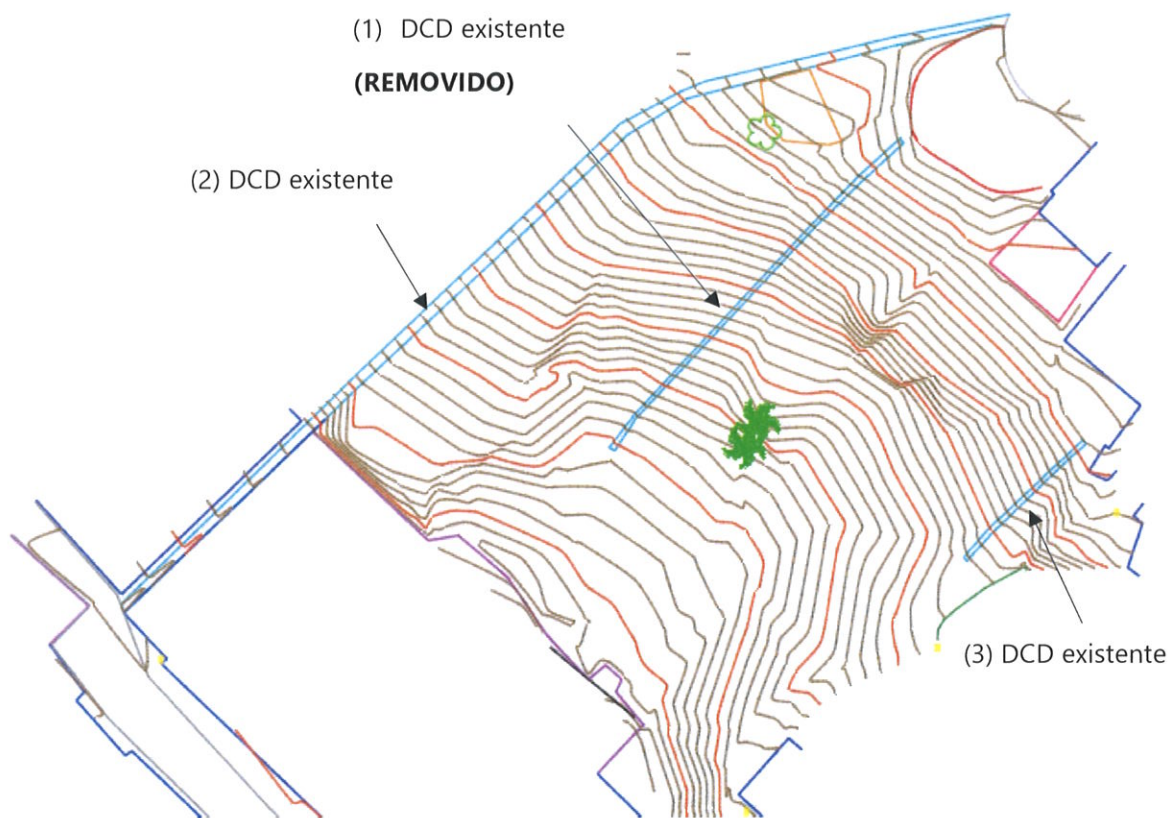 (1) DCD existente
(REMOVIDO)
(2) DCD existente
(3) DCD existente